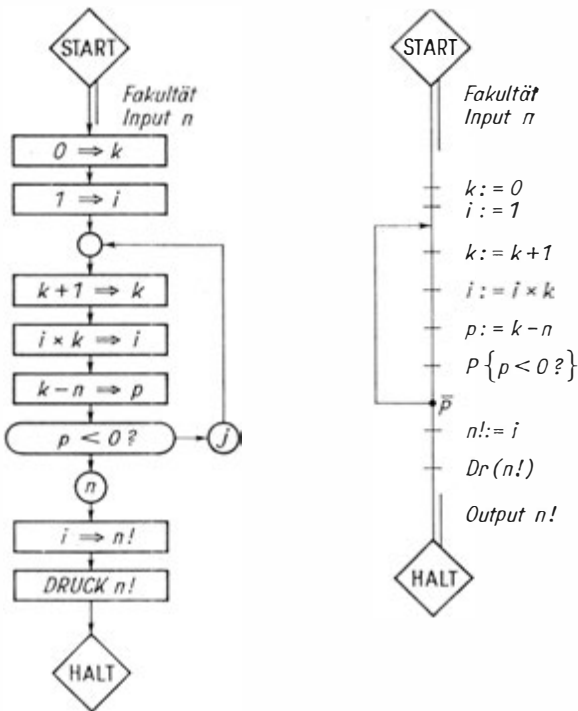 START
Fakultät
Input n
0 ⇒ k
1 ⇒ i
k + 1 ⇒ k
i × k ⇒ i
k − n ⇒ p
p < 0 ?
j
n
i ⇒ n!
DRUCK n!
HALT
START
Fakultät
Input n
k := 0
i := 1
k := k + 1
i := i × k
p := k − n
P { p < 0 ? }
p̅
n! := i
Dr (n!)
Output n!
HALT